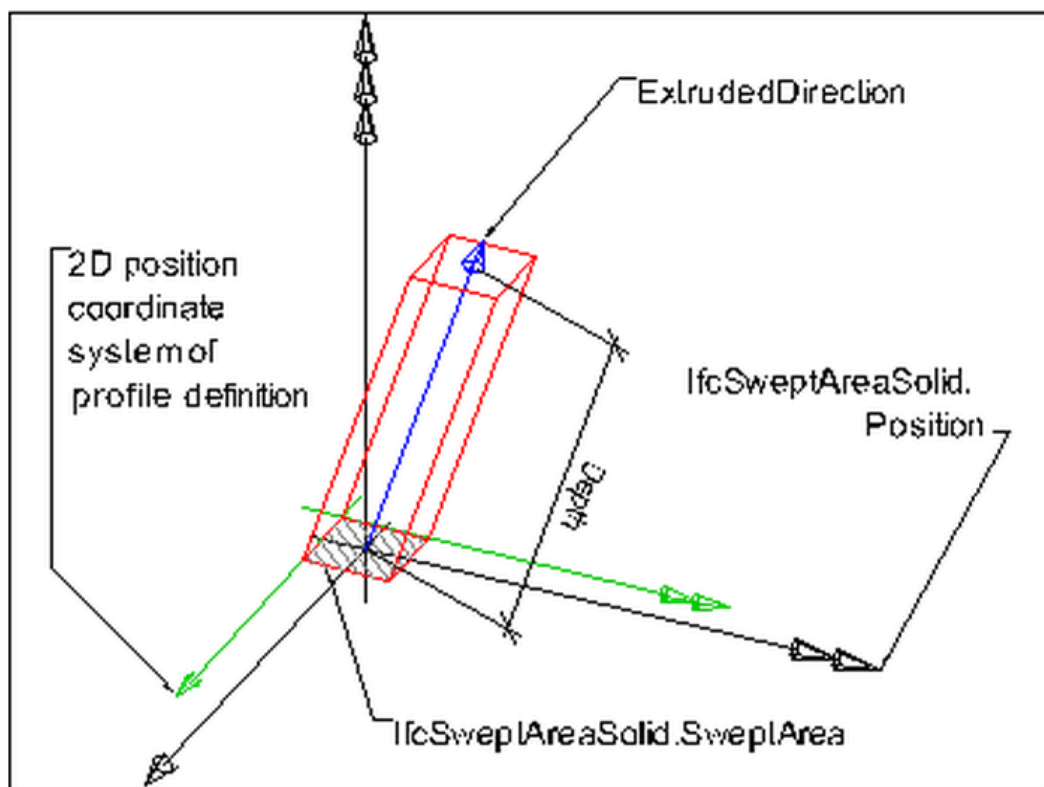 ExtrudedDirection
2D position
coordinate
system of
profile definition
IfcSweptAreaSolid.
Position
Depth
IfcSweptAreaSolid.SweptArea